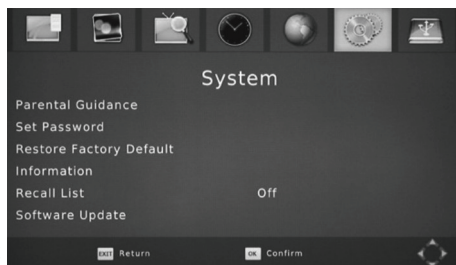 System
Parental Guidance
Set Password
Restore Factory Default
Information
Recall List Off
Software Update
EXIT Return OK Confirm